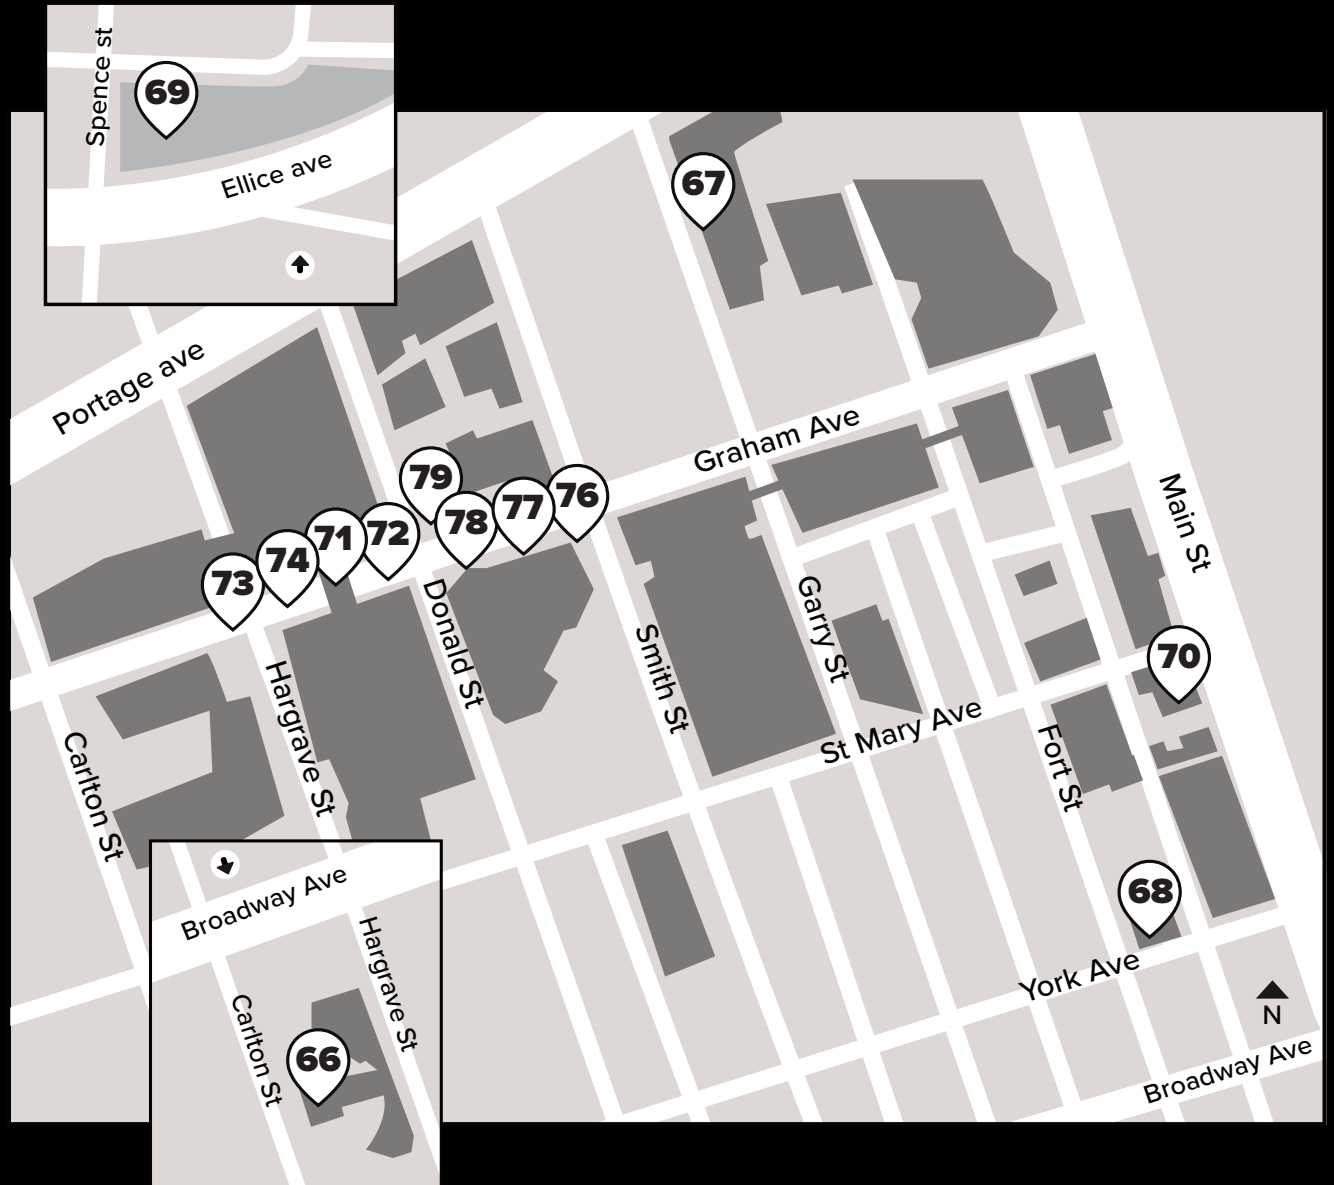 Spence st
69
Ellice ave
67
Portage ave
Graham Ave
79
76
77
78
72
71
74
73
Main St
Donald St
Garry St
Smith St
70
Hargrave St
St Mary Ave
Carlton St
Fort St
Broadway Ave
68
Hargrave St
York Ave
Carlton St
N
66
Broadway Ave